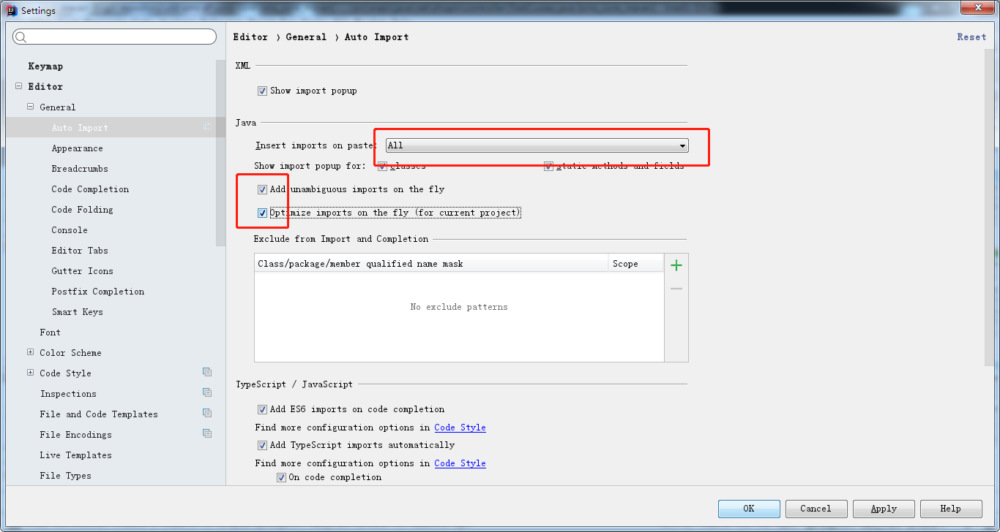 Settings
Editor › General › Auto Import
Reset
Keymap
Editor
General
Auto Import
Appearance
Breadcrumbs
Code Completion
Code Folding
Console
Editor Tabs
Gutter Icons
Postfix Completion
Smart Keys
Font
Color Scheme
Code Style
Inspections
File and Code Templates
File Encodings
Live Templates
File Types
XML
Show import popup
Java
Insert imports on paste: All
Show import popup for: classes static methods and fields
Add unambiguous imports on the fly
Optimize imports on the fly (for current project)
Exclude from Import and Completion
Class/package/member qualified name mask Scope
No exclude patterns
TypeScript / JavaScript
Add ES6 imports on code completion
Find more configuration options in Code Style
Add TypeScript imports automatically
Find more configuration options in Code Style
On code completion
OK Cancel Apply Help